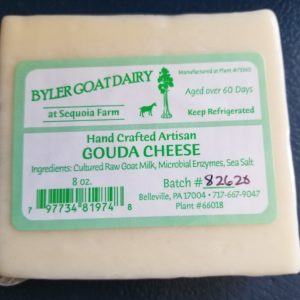 Manufactured at Plant #71065
BYLER GOAT DAIRY
at Sequoia Farm
Aged over 60 Days
Keep Refrigerated
Hand Crafted Artisan
GOUDA CHEESE
Ingredients: Cultured Raw Goat Milk, Microbial Enzymes, Sea Salt
8 oz.
Batch # 82620
Belleville, PA 17004 • 717-667-9047
Plant #66018
7 97734 81974 8